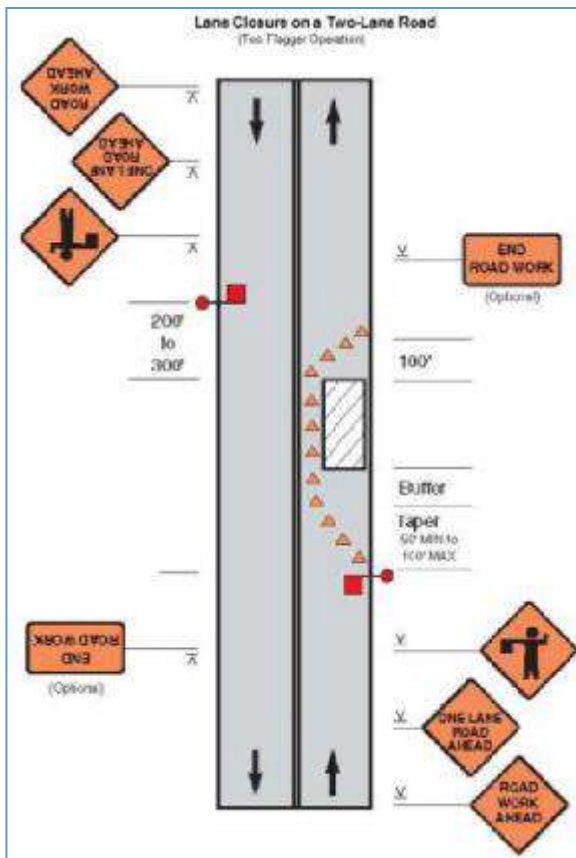 Lane Closure on a Two-Lane Road
(Two Flagger Operation)
ROAD
WORK
AHEAD
ONE LANE
ROAD
AHEAD
END
ROAD WORK
(Optional)
200'
to
300'
100'
Buffer
Taper
50' MIN to
100' MAX
END
ROAD WORK
(Optional)
ONE LANE
ROAD
AHEAD
ROAD
WORK
AHEAD